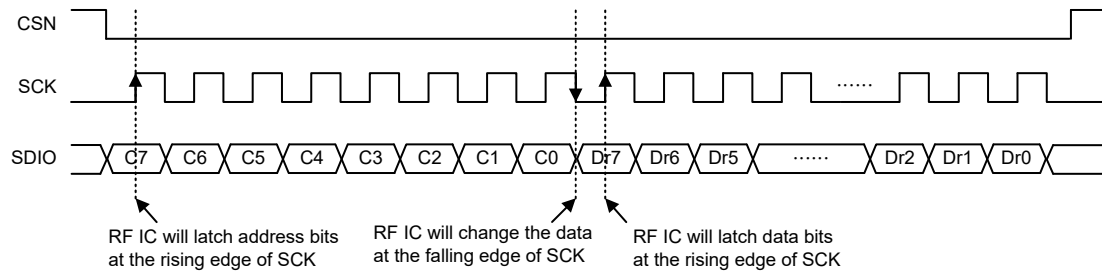 CSN
SCK
······
SDIO C7 C6 C5 C4 C3 C2 C1 C0 Dr7 Dr6 Dr5 ······ Dr2 Dr1 Dr0
RF IC will latch address bits
at the rising edge of SCK
RF IC will change the data
at the falling edge of SCK
RF IC will latch data bits
at the rising edge of SCK